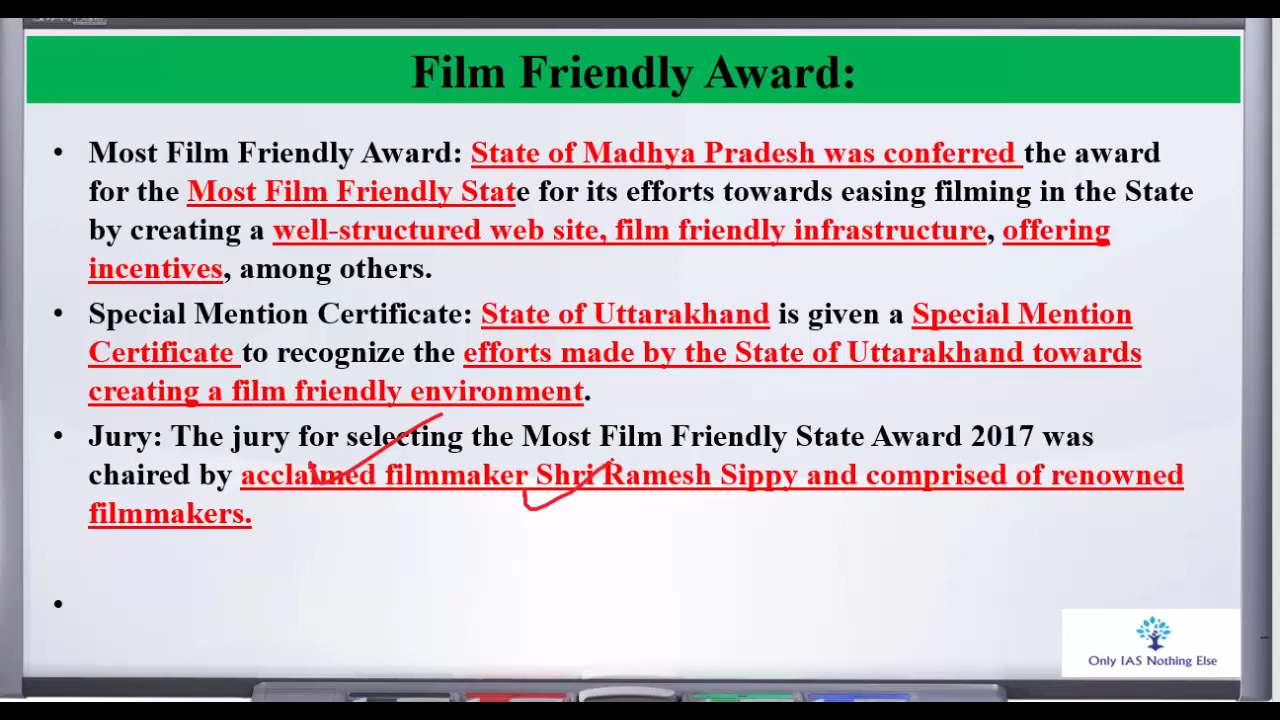 Film Friendly Award:
• Most Film Friendly Award: State of Madhya Pradesh was conferred the award
for the Most Film Friendly State for its efforts towards easing filming in the State
by creating a well-structured web site, film friendly infrastructure, offering
incentives, among others.
• Special Mention Certificate: State of Uttarakhand is given a Special Mention
Certificate to recognize the efforts made by the State of Uttarakhand towards
creating a film friendly environment.
• Jury: The jury for selecting the Most Film Friendly State Award 2017 was
chaired by acclaimed filmmaker Shri Ramesh Sippy and comprised of renowned
filmmakers.
•
Only IAS Nothing Else